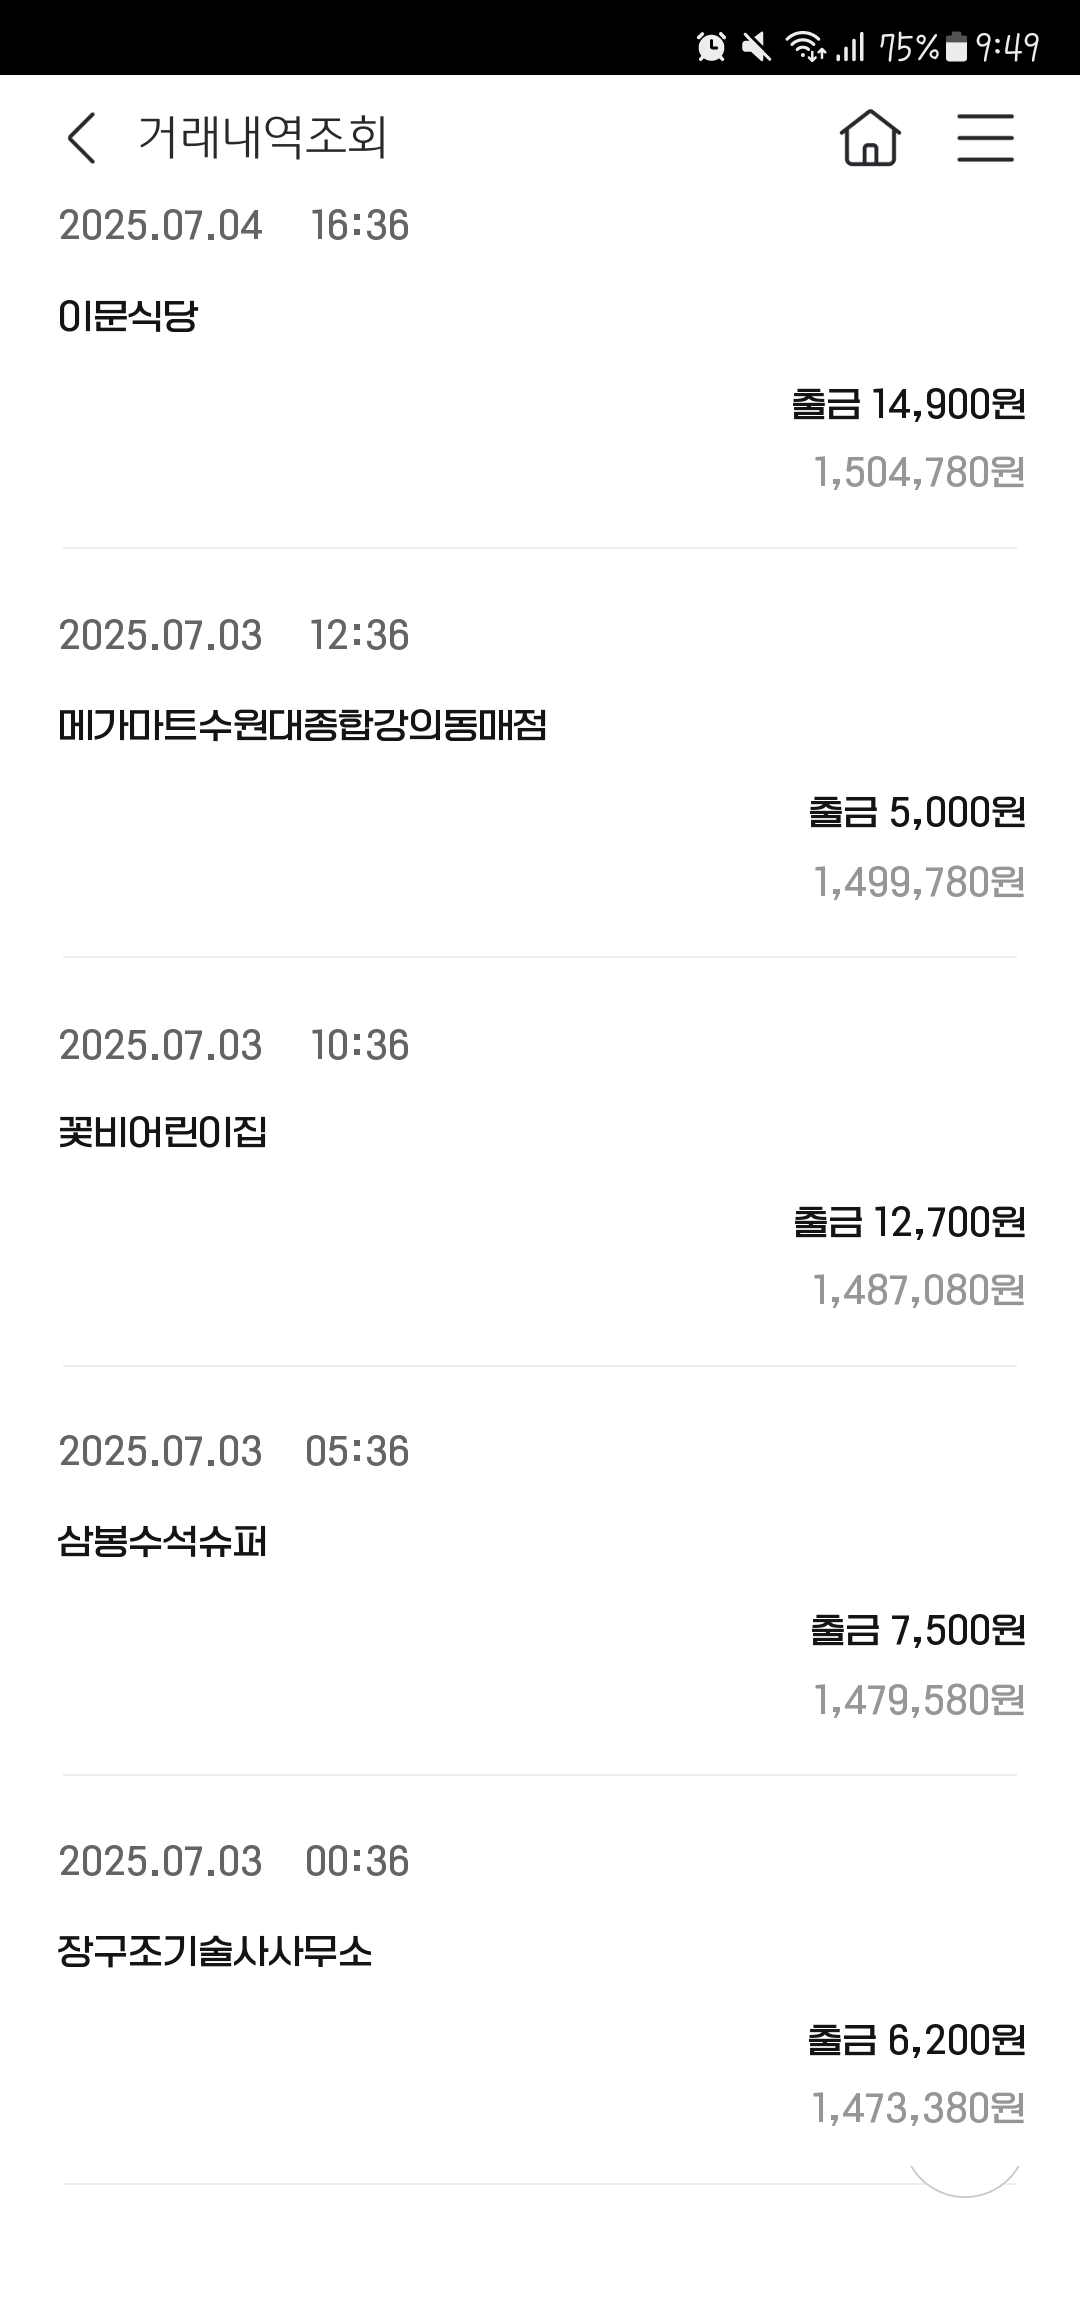 75% 9:49
거래내역조회
2025.07.04 16:36
이문식당
출금 14,900원
1,504,780원
2025.07.03 12:36
메가마트수원대종합강의동매점
출금 5,000원
1,499,780원
2025.07.03 10:36
꽃비어린이집
출금 12,700원
1,487,080원
2025.07.03 05:36
삼봉수석슈퍼
출금 7,500원
1,479,580원
2025.07.03 00:36
장구조기술사사무소
출금 6,200원
1,473,380원